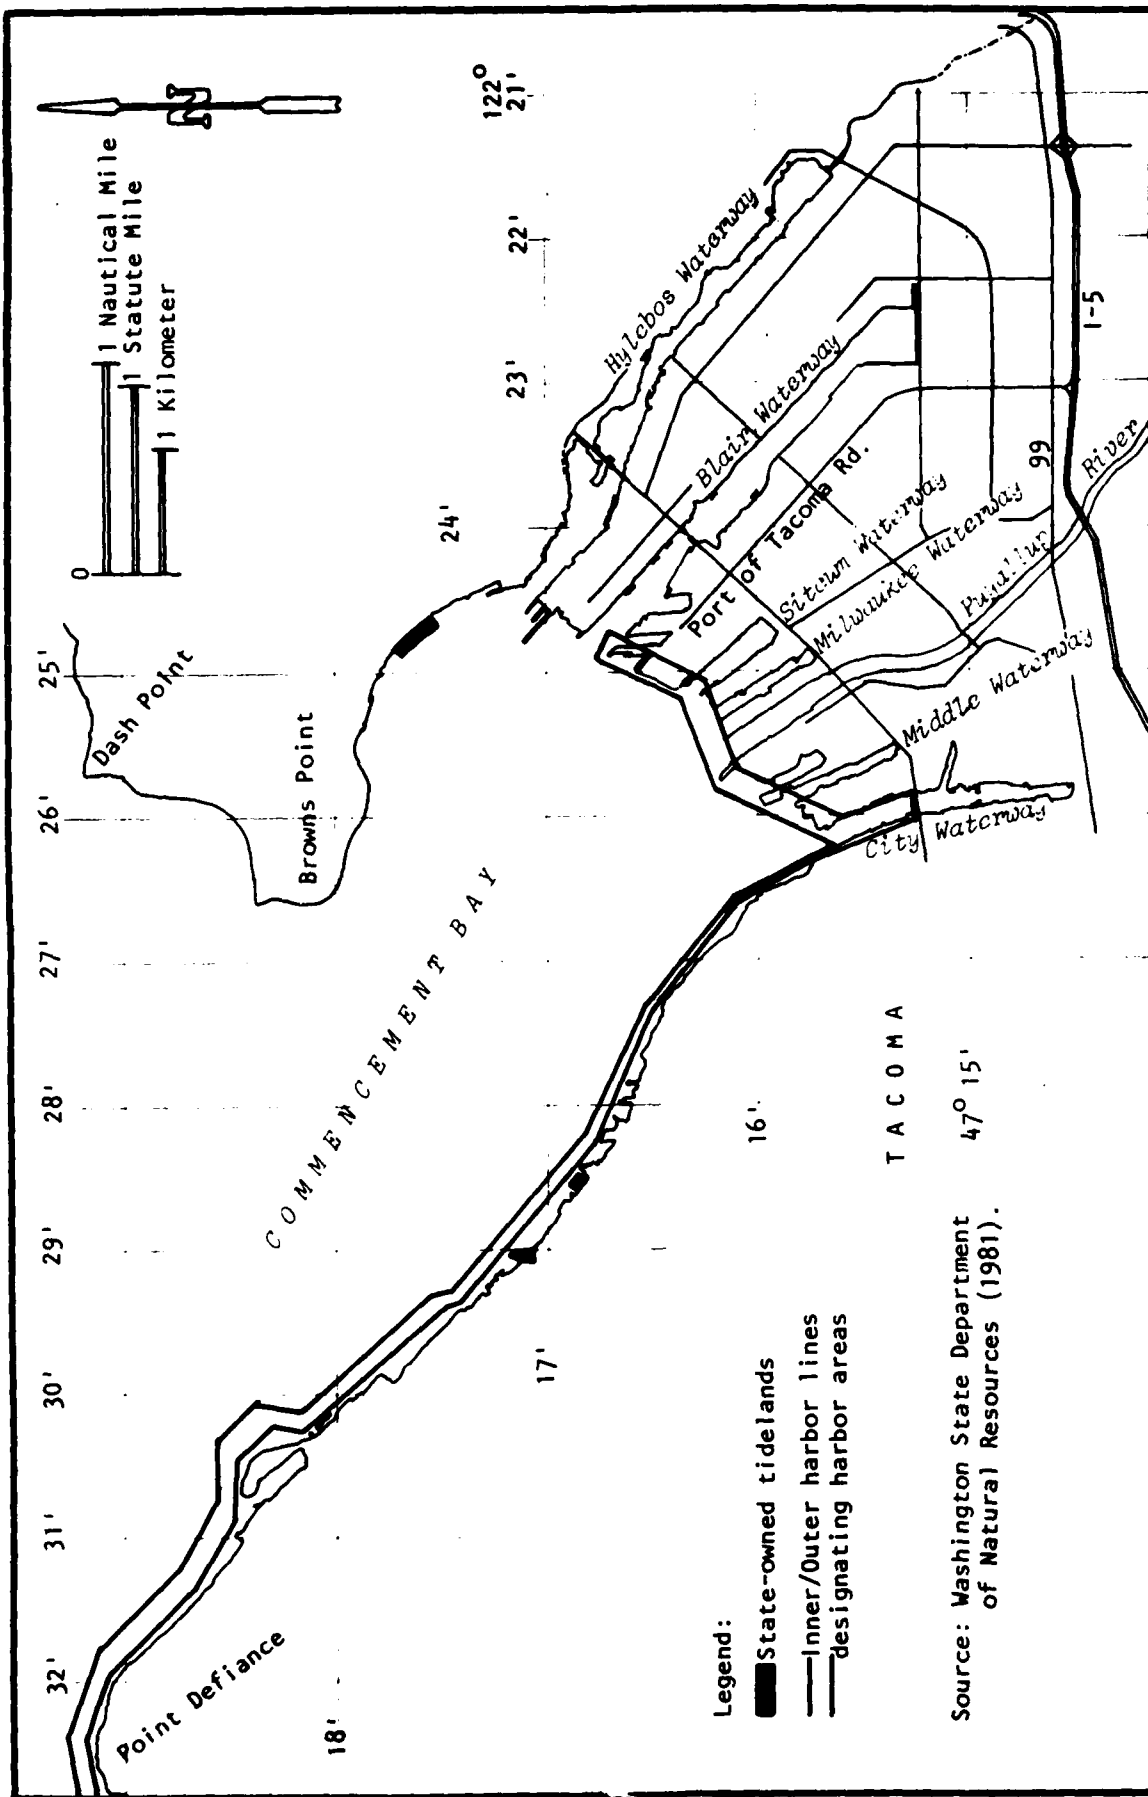 32'
31'
30'
29'
28'
27'
26'
25'
24'
23'
22'
122°
21'
0
1 Nautical Mile
1 Statute Mile
1 Kilometer
N
Dash Point
Browns Point
Point Defiance
COMMENCEMENT BAY
18'
17'
16'
47° 15'
TACOMA
Hylebos Waterway
Blair Waterway
Port of Tacoma Rd.
Sitcum Waterway
Milwaukee Waterway
Puyallup River
Middle Waterway
City Waterway
99
I-5
Legend:
State-owned tidelands
Inner/Outer harbor lines
designating harbor areas
Source: Washington State Department
of Natural Resources (1981).